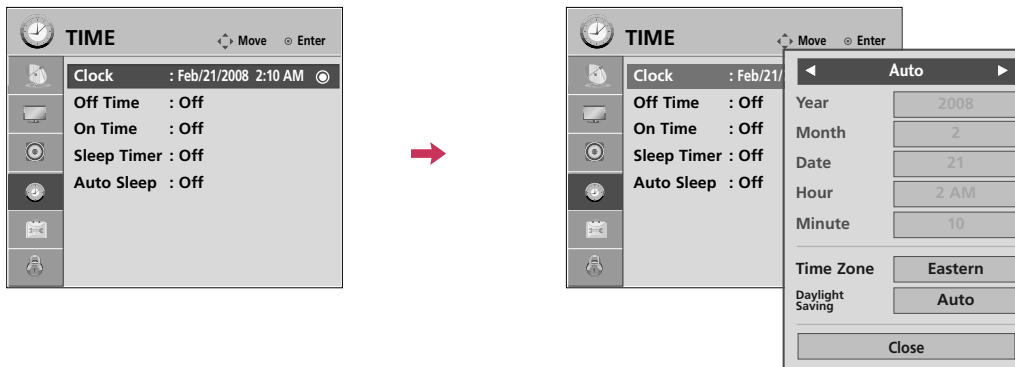 TIME
Move Enter
Clock : Feb/21/2008 2:10 AM
Off Time : Off
On Time : Off
Sleep Timer : Off
Auto Sleep : Off
TIME
Move Enter
Clock : Feb/21/
Off Time : Off
On Time : Off
Sleep Timer : Off
Auto Sleep : Off
Auto
Year 2008
Month 2
Date 21
Hour 2 AM
Minute 10
Time Zone Eastern
Daylight
Saving
Auto
Close